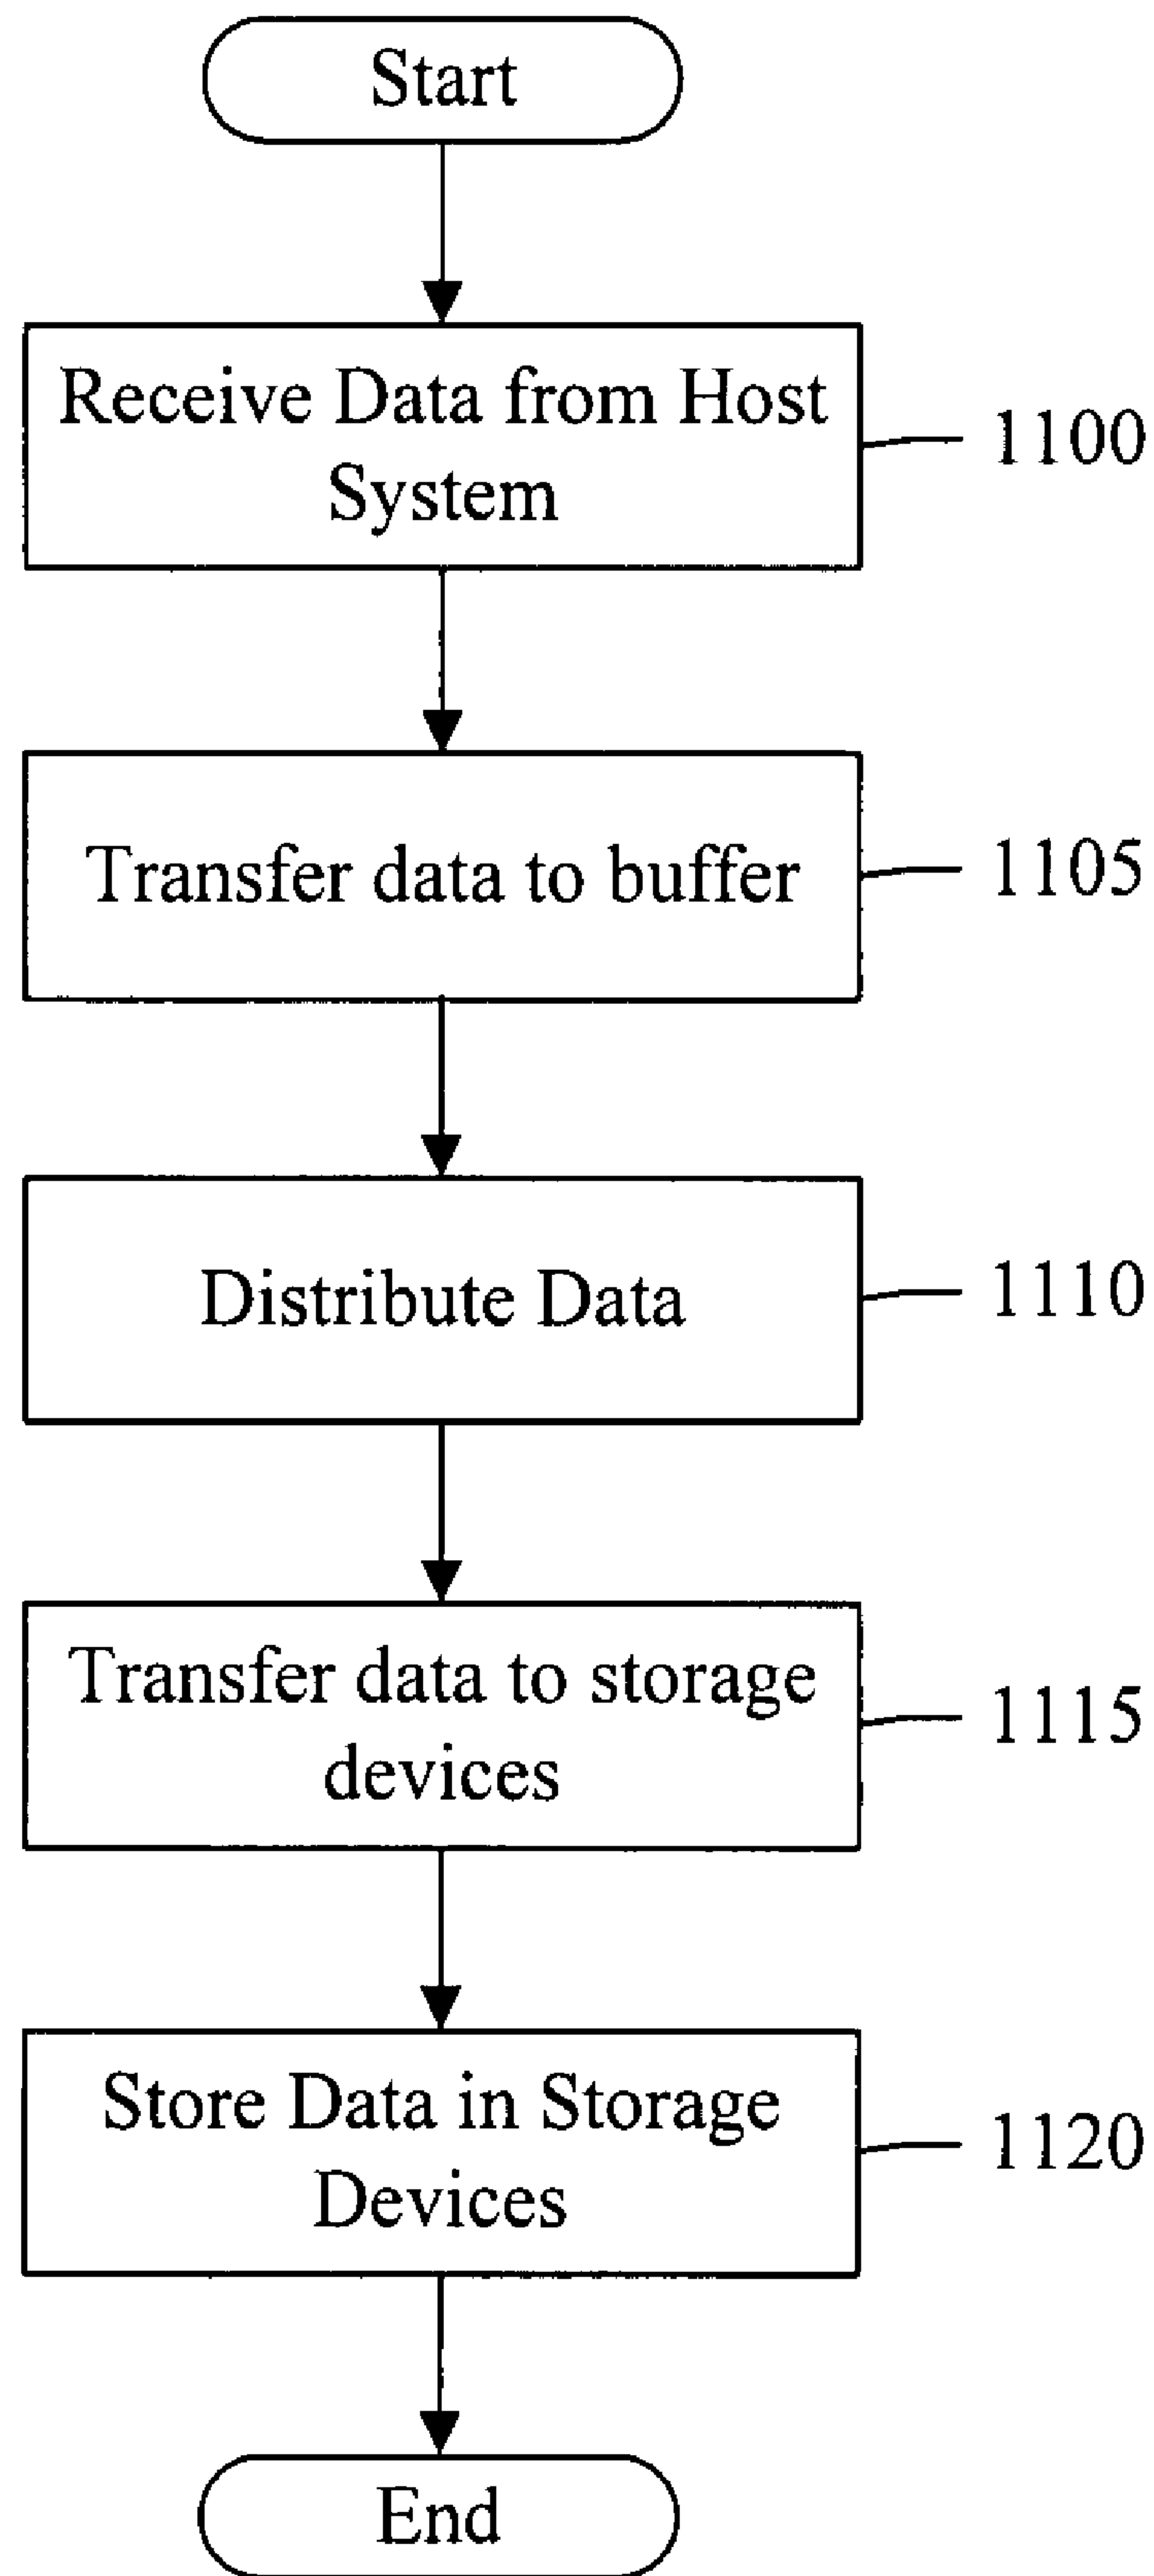 Start
Receive Data from Host
System
1100
Transfer data to buffer
1105
Distribute Data
1110
Transfer data to storage
devices
1115
Store Data in Storage
Devices
1120
End